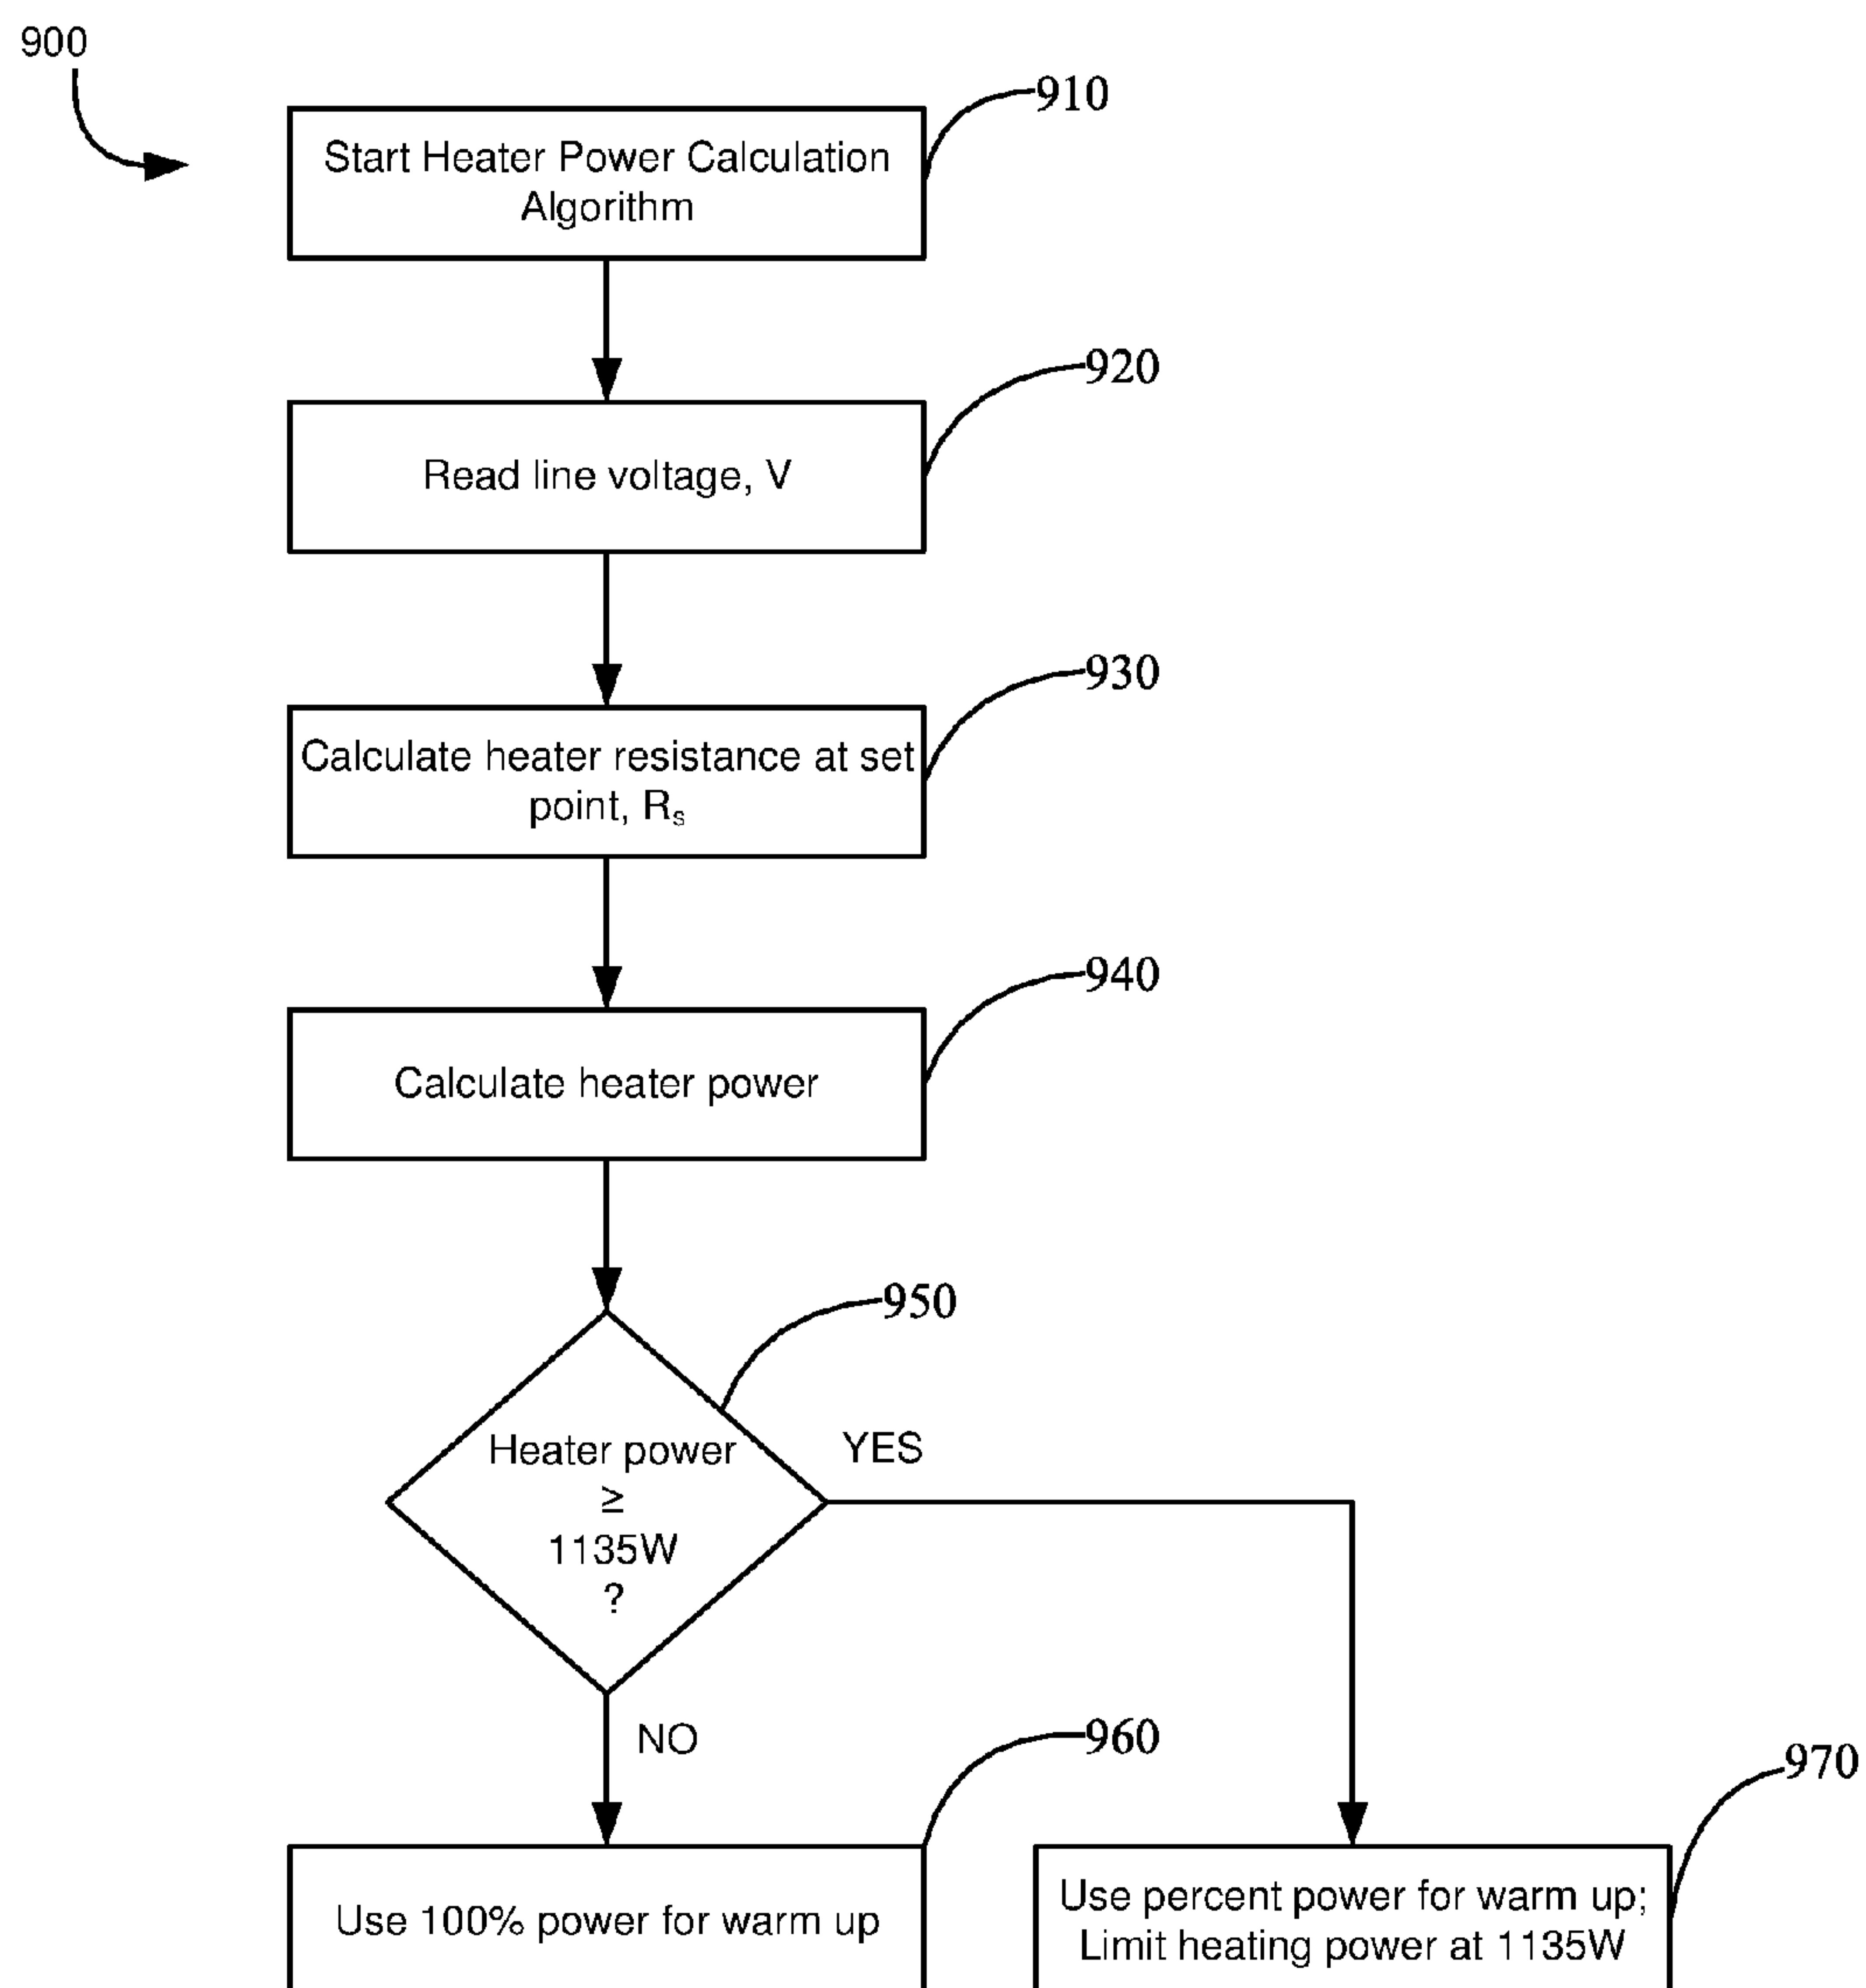 900
910
Start Heater Power Calculation
Algorithm
920
Read line voltage, V
930
Calculate heater resistance at set
point, Rs
940
Calculate heater power
950
Heater power
≥
1135W
?
YES
NO
960
970
Use 100% power for warm up
Use percent power for warm up;
Limit heating power at 1135W